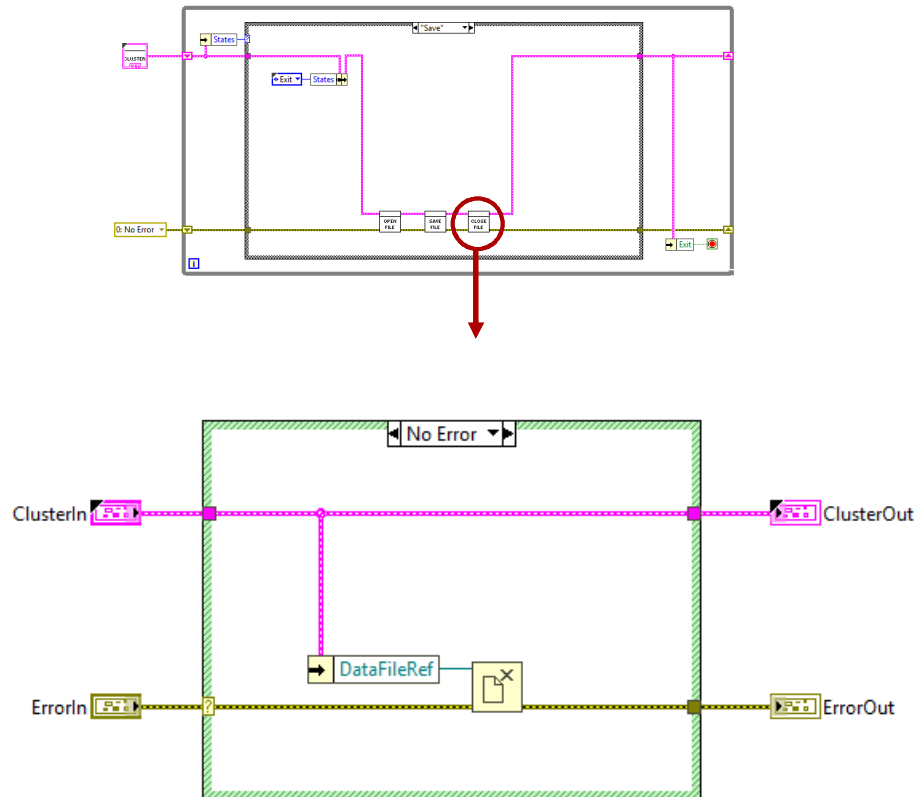 "Save"
States
?
CLUSTER
Exit
States
OPEN
FILE
SAVE
FILE
CLOSE
FILE
0: No Error
Exit
i
No Error
ClusterIn
ClusterOut
DataFileRef
ErrorIn
?
ErrorOut